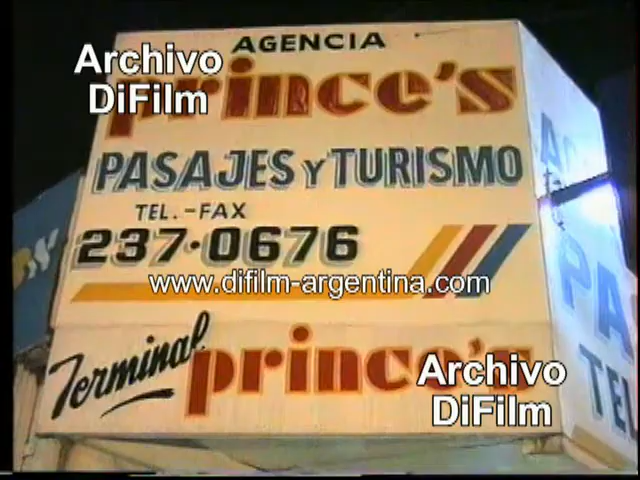 AGENCIA
prince's
PASAJES Y TURISMO
TEL.-FAX
237·0676
Terminal prince's
Archivo
DiFilm
www.difilm-argentina.com
Archivo
DiFilm
PA
TEL